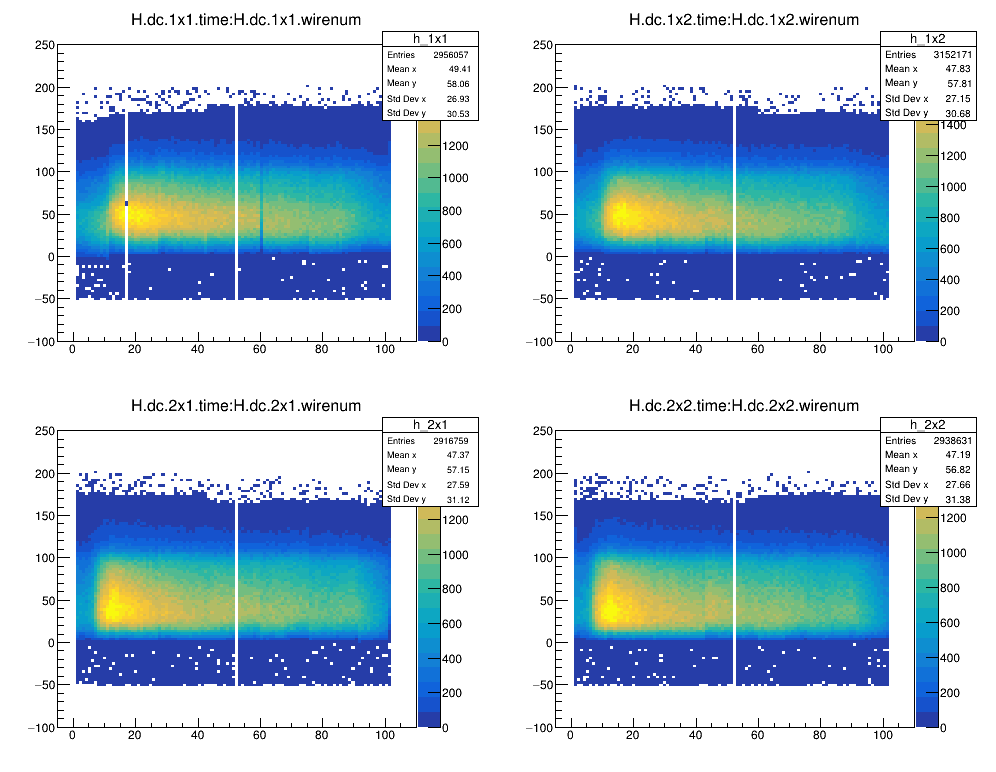 H.dc.1x1.time:H.dc.1x1.wirenum
h_1x1
Entries 2956057
Mean x 49.41
Mean y 58.06
Std Dev x 26.93
Std Dev y 30.53
250
200
150
100
50
0
−50
−100
0 20 40 60 80 100
1200
1000
800
600
400
200
0
H.dc.1x2.time:H.dc.1x2.wirenum
h_1x2
Entries 3152171
Mean x 47.83
Mean y 57.81
Std Dev x 27.15
Std Dev y 30.68
250
200
150
100
50
0
−50
−100
0 20 40 60 80 100
1400
1200
1000
800
600
400
200
0
H.dc.2x1.time:H.dc.2x1.wirenum
h_2x1
Entries 2916759
Mean x 47.37
Mean y 57.15
Std Dev x 27.59
Std Dev y 31.12
250
200
150
100
50
0
−50
−100
0 20 40 60 80 100
1200
1000
800
600
400
200
0
H.dc.2x2.time:H.dc.2x2.wirenum
h_2x2
Entries 2938631
Mean x 47.19
Mean y 56.82
Std Dev x 27.66
Std Dev y 31.38
250
200
150
100
50
0
−50
−100
0 20 40 60 80 100
1200
1000
800
600
400
200
0